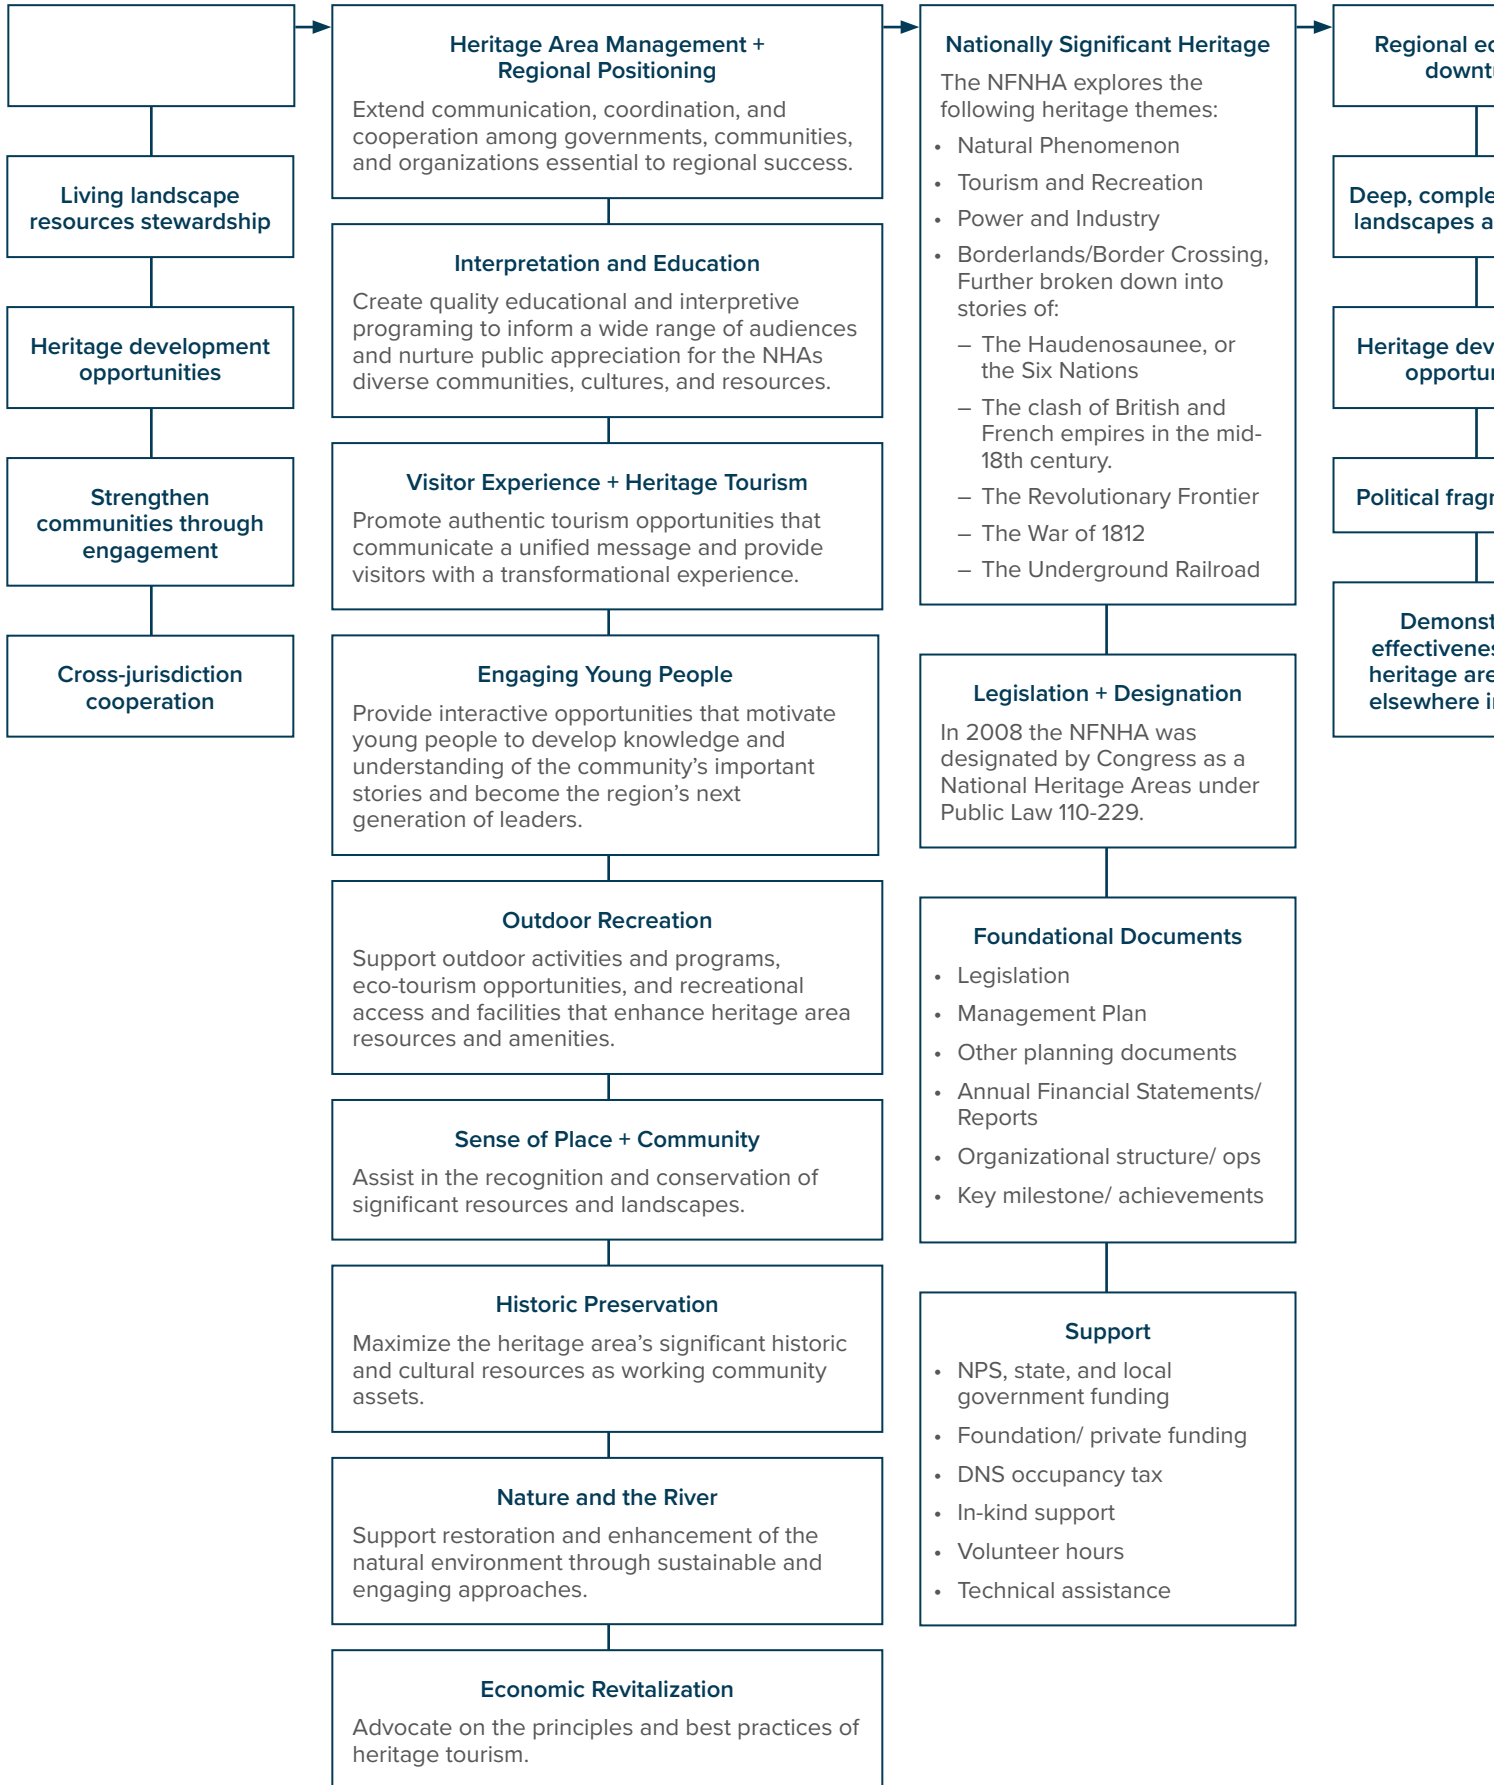 Living landscape
resources stewardship
Heritage development
opportunities
Strengthen
communities through
engagement
Cross-jurisdiction
cooperation
Heritage Area Management +
Regional Positioning
Extend communication, coordination, and
cooperation among governments, communities,
and organizations essential to regional success.
Interpretation and Education
Create quality educational and interpretive
programing to inform a wide range of audiences
and nurture public appreciation for the NHAs
diverse communities, cultures, and resources.
Visitor Experience + Heritage Tourism
Promote authentic tourism opportunities that
communicate a unified message and provide
visitors with a transformational experience.
Engaging Young People
Provide interactive opportunities that motivate
young people to develop knowledge and
understanding of the community’s important
stories and become the region’s next
generation of leaders.
Outdoor Recreation
Support outdoor activities and programs,
eco-tourism opportunities, and recreational
access and facilities that enhance heritage area
resources and amenities.
Sense of Place + Community
Assist in the recognition and conservation of
significant resources and landscapes.
Historic Preservation
Maximize the heritage area’s significant historic
and cultural resources as working community
assets.
Nature and the River
Support restoration and enhancement of the
natural environment through sustainable and
engaging approaches.
Economic Revitalization
Advocate on the principles and best practices of
heritage tourism.
Nationally Significant Heritage
The NFNHA explores the
following heritage themes:
• Natural Phenomenon
• Tourism and Recreation
• Power and Industry
• Borderlands/Border Crossing,
Further broken down into
stories of:
– The Haudenosaunee, or
the Six Nations
– The clash of British and
French empires in the mid-
18th century.
– The Revolutionary Frontier
– The War of 1812
– The Underground Railroad
Legislation + Designation
In 2008 the NFNHA was
designated by Congress as a
National Heritage Areas under
Public Law 110-229.
Foundational Documents
• Legislation
• Management Plan
• Other planning documents
• Annual Financial Statements/
Reports
• Organizational structure/ ops
• Key milestone/ achievements
Support
• NPS, state, and local
government funding
• Foundation/ private funding
• DNS occupancy tax
• In-kind support
• Volunteer hours
• Technical assistance
Regional
Deep,
landscapes
Heritage
Political
heritage
elsewhere